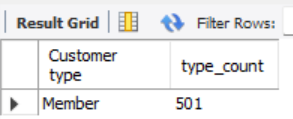 Result Grid Filter Rows:
Customer type type_count
Member 501